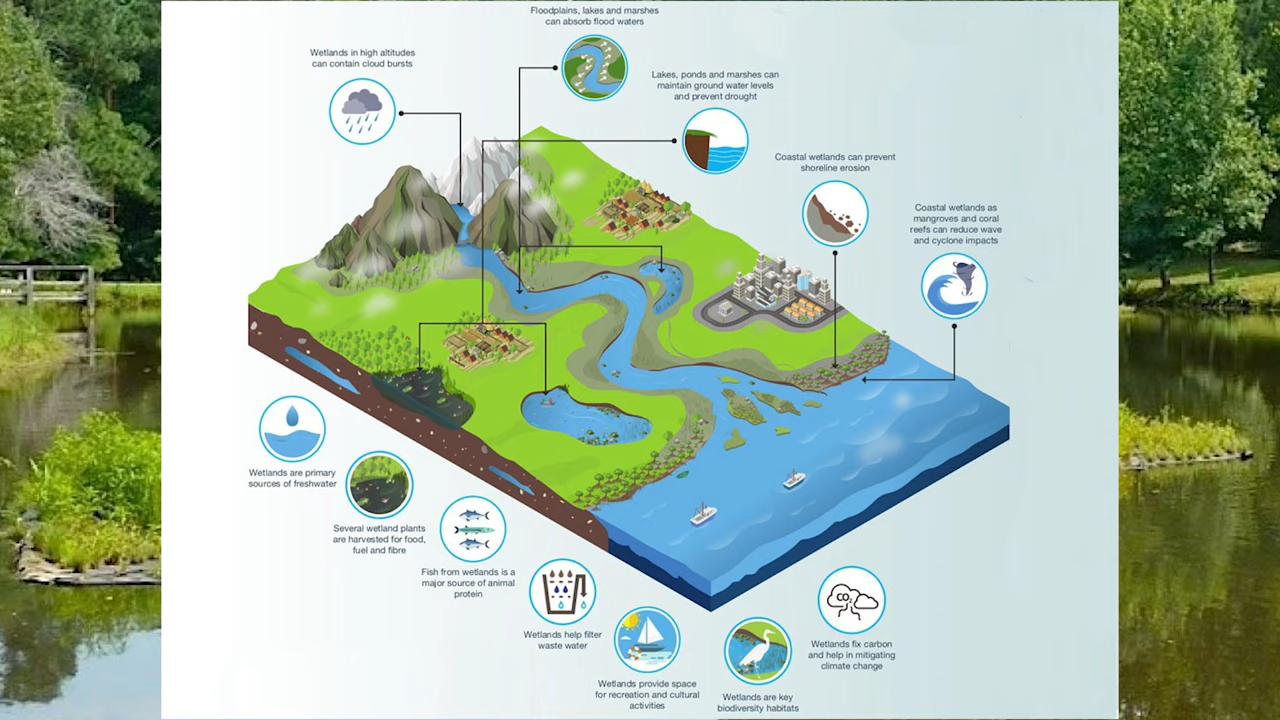 Floodplains, lakes and marshes
can absorb flood waters
Wetlands in high altitudes
can contain cloud bursts
Lakes, ponds and marshes can
maintain ground water levels
and prevent drought
Coastal wetlands can prevent
shoreline erosion
Coastal wetlands as
mangroves and coral
reefs can reduce wave
and cyclone impacts
Wetlands are primary
sources of freshwater
Several wetland plants
are harvested for food,
fuel and fibre
Fish from wetlands is a
major source of animal
protein
Wetlands help filter
waste water
Wetlands provide space
for recreation and cultural
activities
Wetlands are key
biodiversity habitats
CO2
Wetlands fix carbon
and help in mitigating
climate change